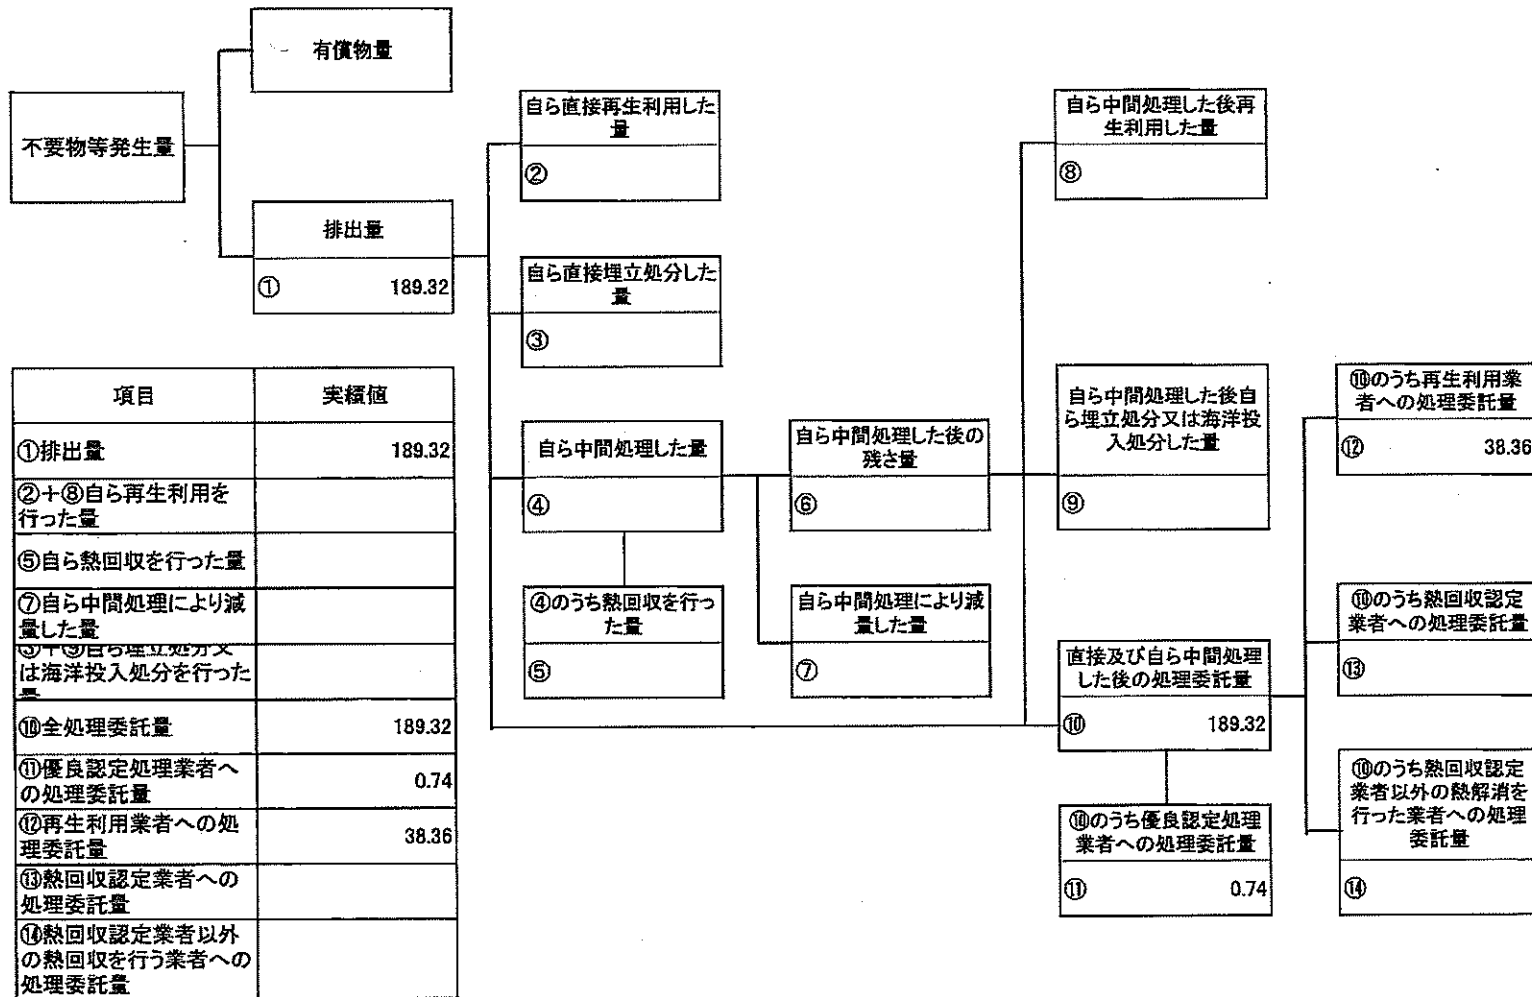 有償物量
不要物等発生量
排出量
① 189.32
自ら直接再生利用した
量
②
自ら直接埋立処分した
量
③
自ら中間処理した量
④
④のうち熱回収を行っ
た量
⑤
自ら中間処理した後の
残さ量
⑥
自ら中間処理により減
量した量
⑦
自ら中間処理した後再
生利用した量
⑧
自ら中間処理した後自
ら埋立処分又は海洋投
入処分した量
⑨
直接及び自ら中間処理
した後の処理委託量
⑩ 189.32
⑩のうち優良認定処理
業者への処理委託量
⑪ 0.74
⑩のうち再生利用業
者への処理委託量
⑫ 38.36
⑩のうち熱回収認定
業者への処理委託量
⑬
⑩のうち熱回収認定
業者以外の熱解消を
行った業者への処理
委託量
⑭
項目 実績値
①排出量 189.32
②+⑧自ら再生利用を
行った量
⑤自ら熱回収を行った量
⑦自ら中間処理により減
量した量
③+⑨自ら埋立処分又
は海洋投入処分を行った
量
⑩全処理委託量 189.32
⑪優良認定処理業者へ
の処理委託量 0.74
⑫再生利用業者への処
理委託量 38.36
⑬熱回収認定業者への
処理委託量
⑭熱回収認定業者以外
の熱回収を行う業者への
処理委託量